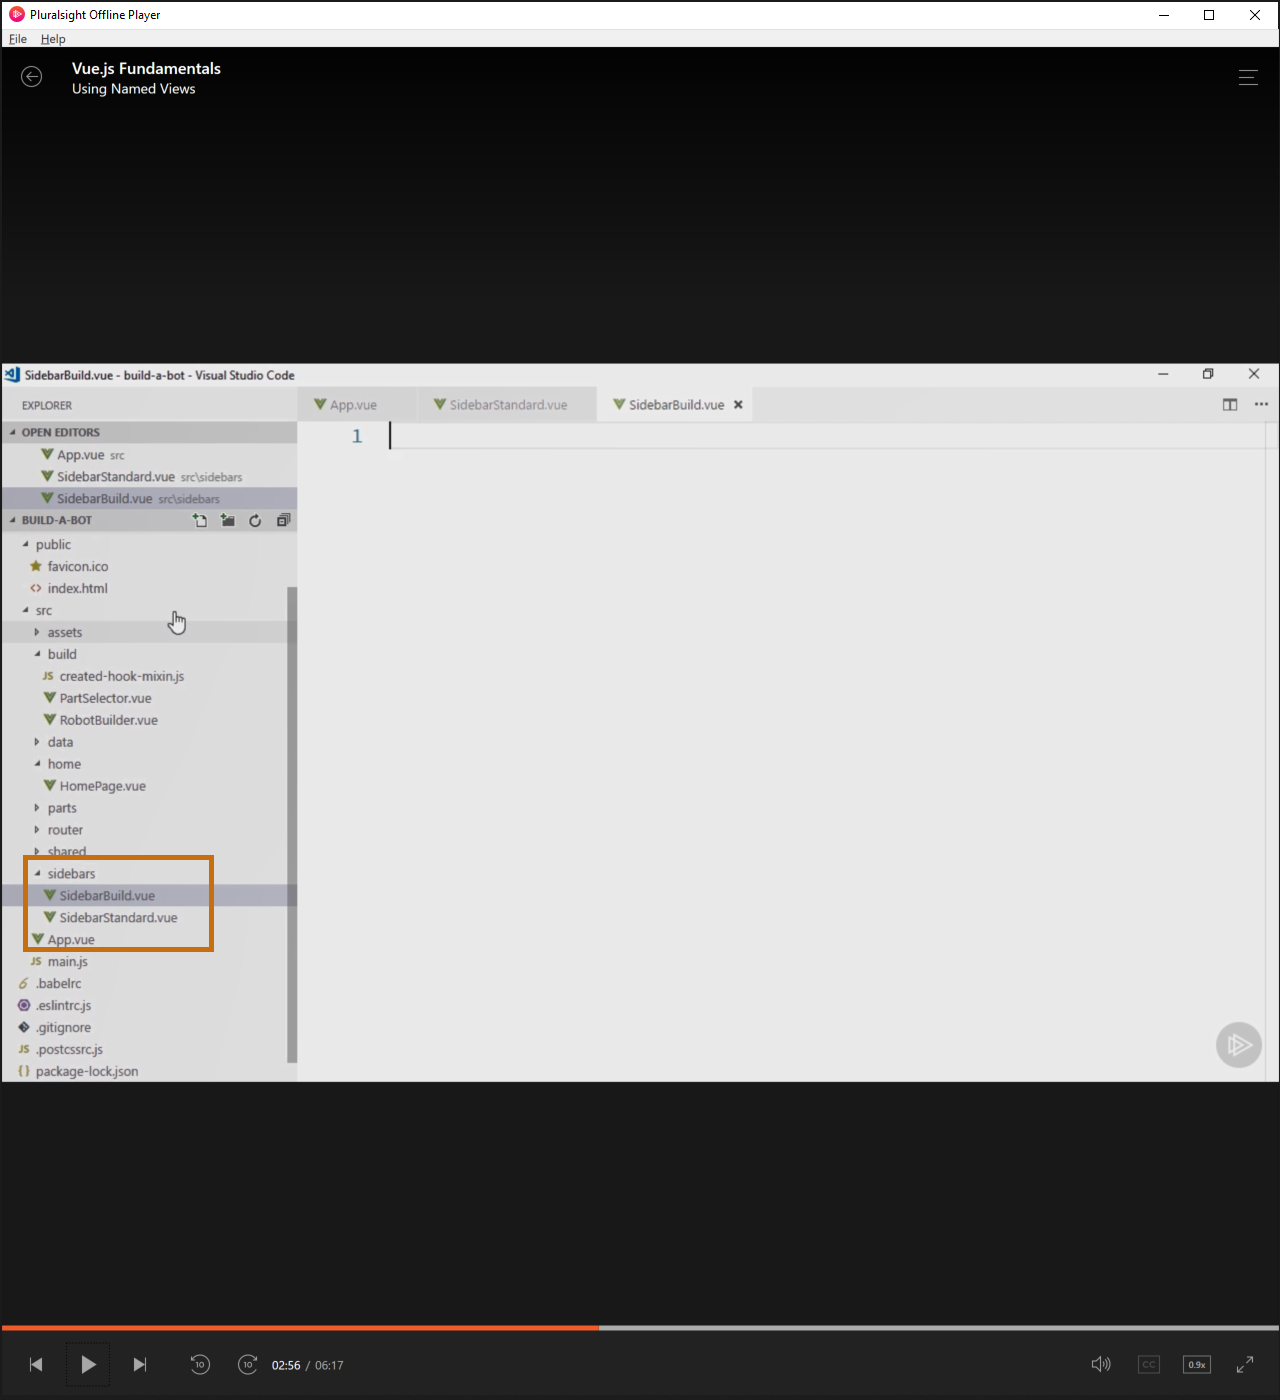 Pluralsight Offline Player
File Help
Vue.js Fundamentals
Using Named Views
SidebarBuild.vue - build-a-bot - Visual Studio Code
EXPLORER
App.vue SidebarStandard.vue SidebarBuild.vue
OPEN EDITORS
1
App.vue src
SidebarStandard.vue src\sidebars
SidebarBuild.vue src\sidebars
BUILD-A-BOT
public
favicon.ico
<> index.html
src
assets
build
JS created-hook-mixin.js
PartSelector.vue
RobotBuilder.vue
data
home
HomePage.vue
parts
router
shared
sidebars
SidebarBuild.vue
SidebarStandard.vue
App.vue
JS main.js
6 .babelrc
.eslintrc.js
.gitignore
JS .postcssrc.js
{} package-lock.json
10 10 02:56 / 06:17 CC 0.9x